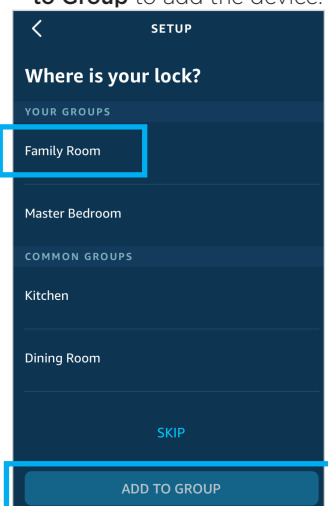 to Group to add the device.
SETUP
Where is your lock?
YOUR GROUPS
Family Room
Master Bedroom
COMMON GROUPS
Kitchen
Dining Room
SKIP
ADD TO GROUP